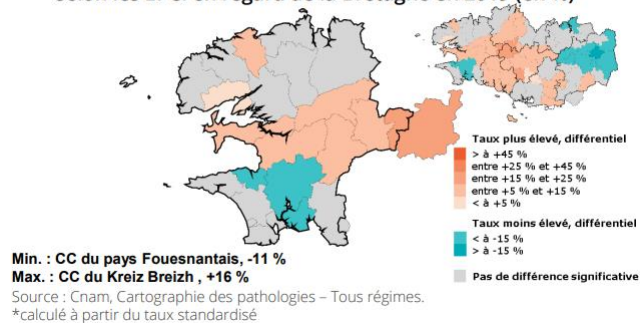 Taux plus élevé, différentiel
> à +45 %
entre +25 % et +45 %
entre +15 % et +25 %
entre +5 % et +15 %
< à +5 %
Taux moins élevé, différentiel
< à -15 %
> à -15 %
Pas de différence significative
Min. : CC du pays Fouesnantais, -11 %
Max. : CC du Kreiz Breizh , +16 %
Source : Cnam, Cartographie des pathologies – Tous régimes.
*calculé à partir du taux standardisé